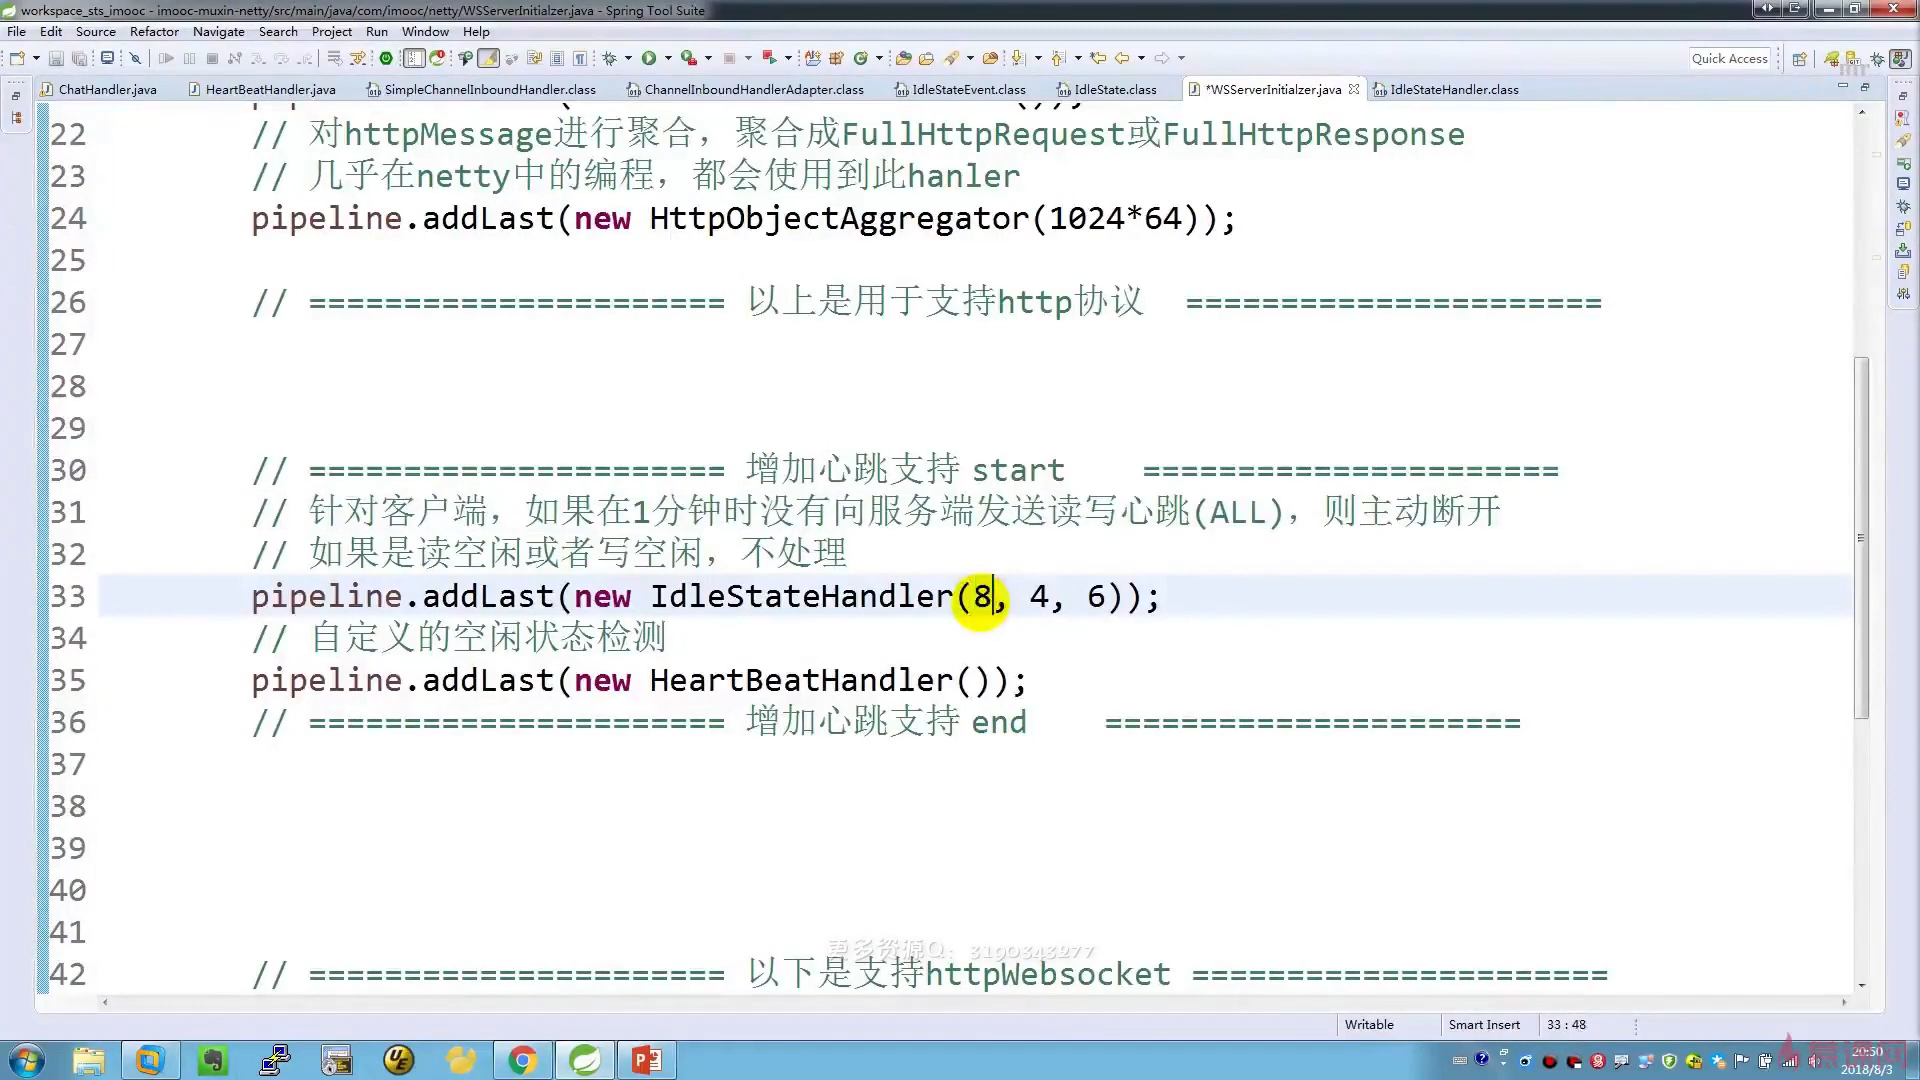 workspace_sts_imooc - imooc-muxin-netty/src/main/java/com/imooc/netty/WSServerInitialzer.java - Spring Tool Suite
File Edit Source Refactor Navigate Search Project Run Window Help
Quick Access
ChatHandler.java HeartBeatHandler.java SimpleChannelInboundHandler.class ChannelInboundHandlerAdapter.class IdleStateEvent.class IdleState.class *WSServerInitialzer.java IdleStateHandler.class
22 // 对httpMessage进行聚合，聚合成FullHttpRequest或FullHttpResponse
23 // 几乎在netty中的编程，都会使用到此hanler
24 pipeline.addLast(new HttpObjectAggregator(1024*64));
25
26 // ====================== 以上是用于支持http协议 ======================
27
28
29
30 // ====================== 增加心跳支持 start ======================
31 // 针对客户端，如果在1分钟时没有向服务端发送读写心跳(ALL)，则主动断开
32 // 如果是读空闲或者写空闲，不处理
33 pipeline.addLast(new IdleStateHandler(8, 4, 6));
34 // 自定义的空闲状态检测
35 pipeline.addLast(new HeartBeatHandler());
36 // ====================== 增加心跳支持 end ======================
37
38
39
40
41
更多资源Q：3190343277
42 // ====================== 以下是支持httpWebsocket ======================
Writable Smart Insert 33 : 48
20:50
2018/8/3
慕课网